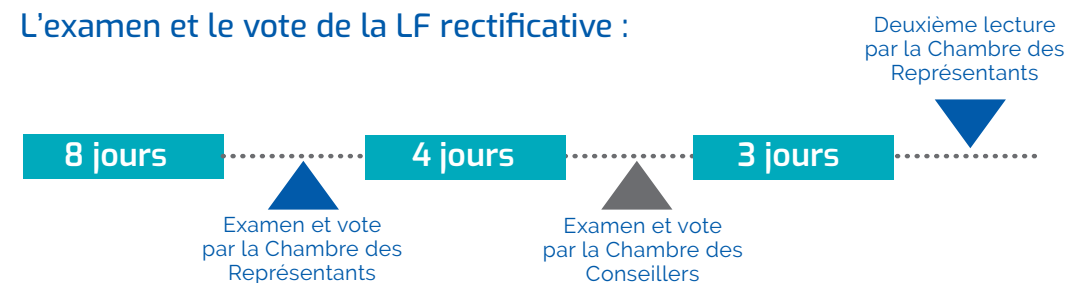 L'examen et le vote de la LF rectificative :
Deuxième lecture
par la Chambre des
Représentants
8 jours
4 jours
3 jours
Examen et vote
par la Chambre des
Représentants
Examen et vote
par la Chambre des
Conseillers